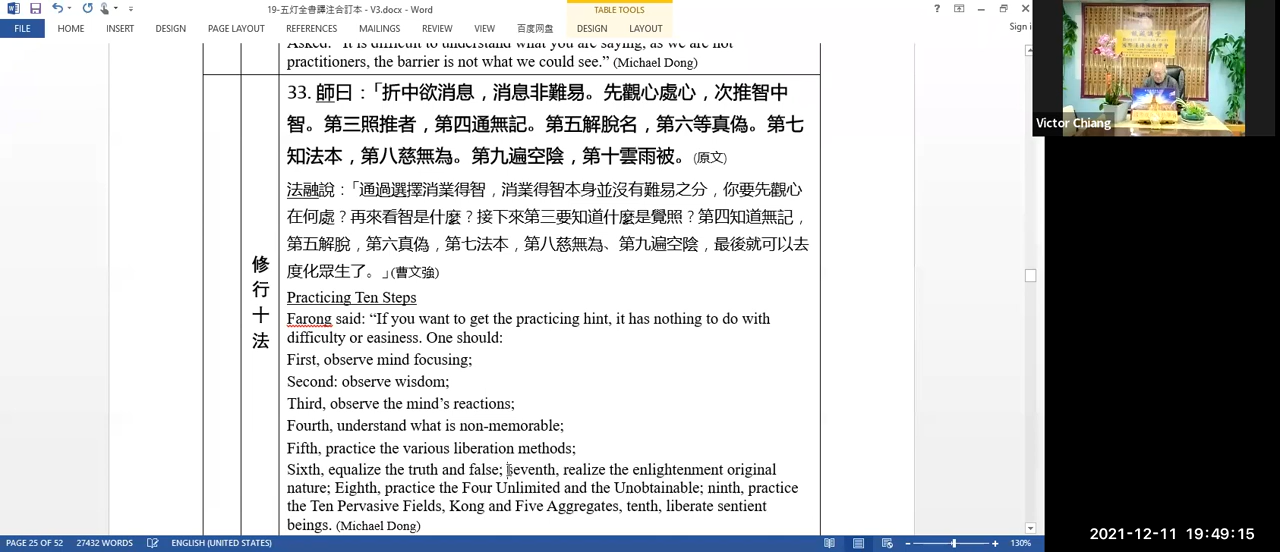 19-五灯全書譯注合訂本 - V3.docx - Word
TABLE TOOLS
FILE HOME INSERT DESIGN PAGE LAYOUT REFERENCES MAILINGS REVIEW VIEW 百度网盘 DESIGN LAYOUT Sign i
Asked: "It is difficult to understand what you are saying, as we are not
practitioners, the barrier is not what we could see." (Michael Dong)
修行十法
33. 師曰：「折中欲消息，消息非難易。先觀心處心，次推智中
智。第三照推者，第四通無記。第五解脫名，第六等真偽。第七
知法本，第八慈無為。第九遍空陰，第十雲雨被。(原文)
法融說：「通過選擇消業得智，消業得智本身並沒有難易之分，你要先觀心
在何處？再來看智是什麼？接下來第三要知道什麼是覺照？第四知道無記，
第五解脫，第六真偽，第七法本，第八慈無為、第九遍空陰，最後就可以去
度化眾生了。」(曹文強)
Practicing Ten Steps
Farong said: "If you want to get the practicing hint, it has nothing to do with
difficulty or easiness. One should:
First, observe mind focusing;
Second: observe wisdom;
Third, observe the mind's reactions;
Fourth, understand what is non-memorable;
Fifth, practice the various liberation methods;
Sixth, equalize the truth and false; seventh, realize the enlightenment original
nature; Eighth, practice the Four Unlimited and the Unobtainable; ninth, practice
the Ten Pervasive Fields, Kong and Five Aggregates, tenth, liberate sentient
beings. (Michael Dong)
PAGE 25 OF 52 27432 WORDS ENGLISH (UNITED STATES) 130%
Victor Chiang
2021-12-11 19:49:15